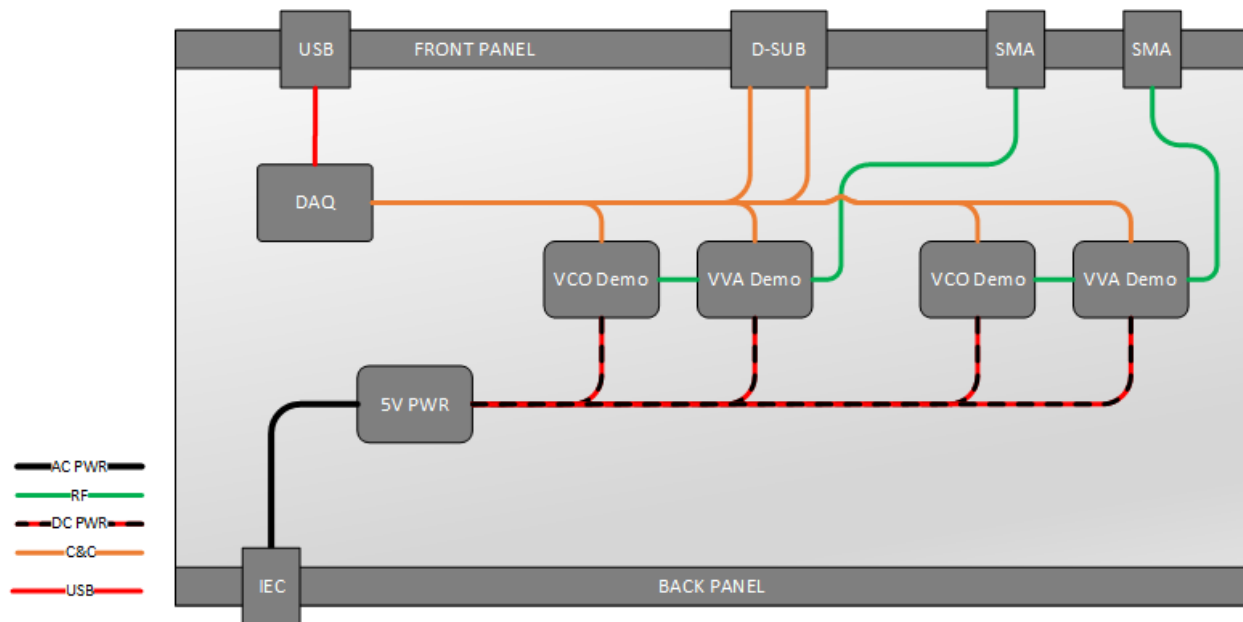 USB
FRONT PANEL
D-SUB
SMA
SMA
DAQ
VCO Demo
VVA Demo
VCO Demo
VVA Demo
5V PWR
AC PWR
RF
DC PWR
C&C
USB
IEC
BACK PANEL